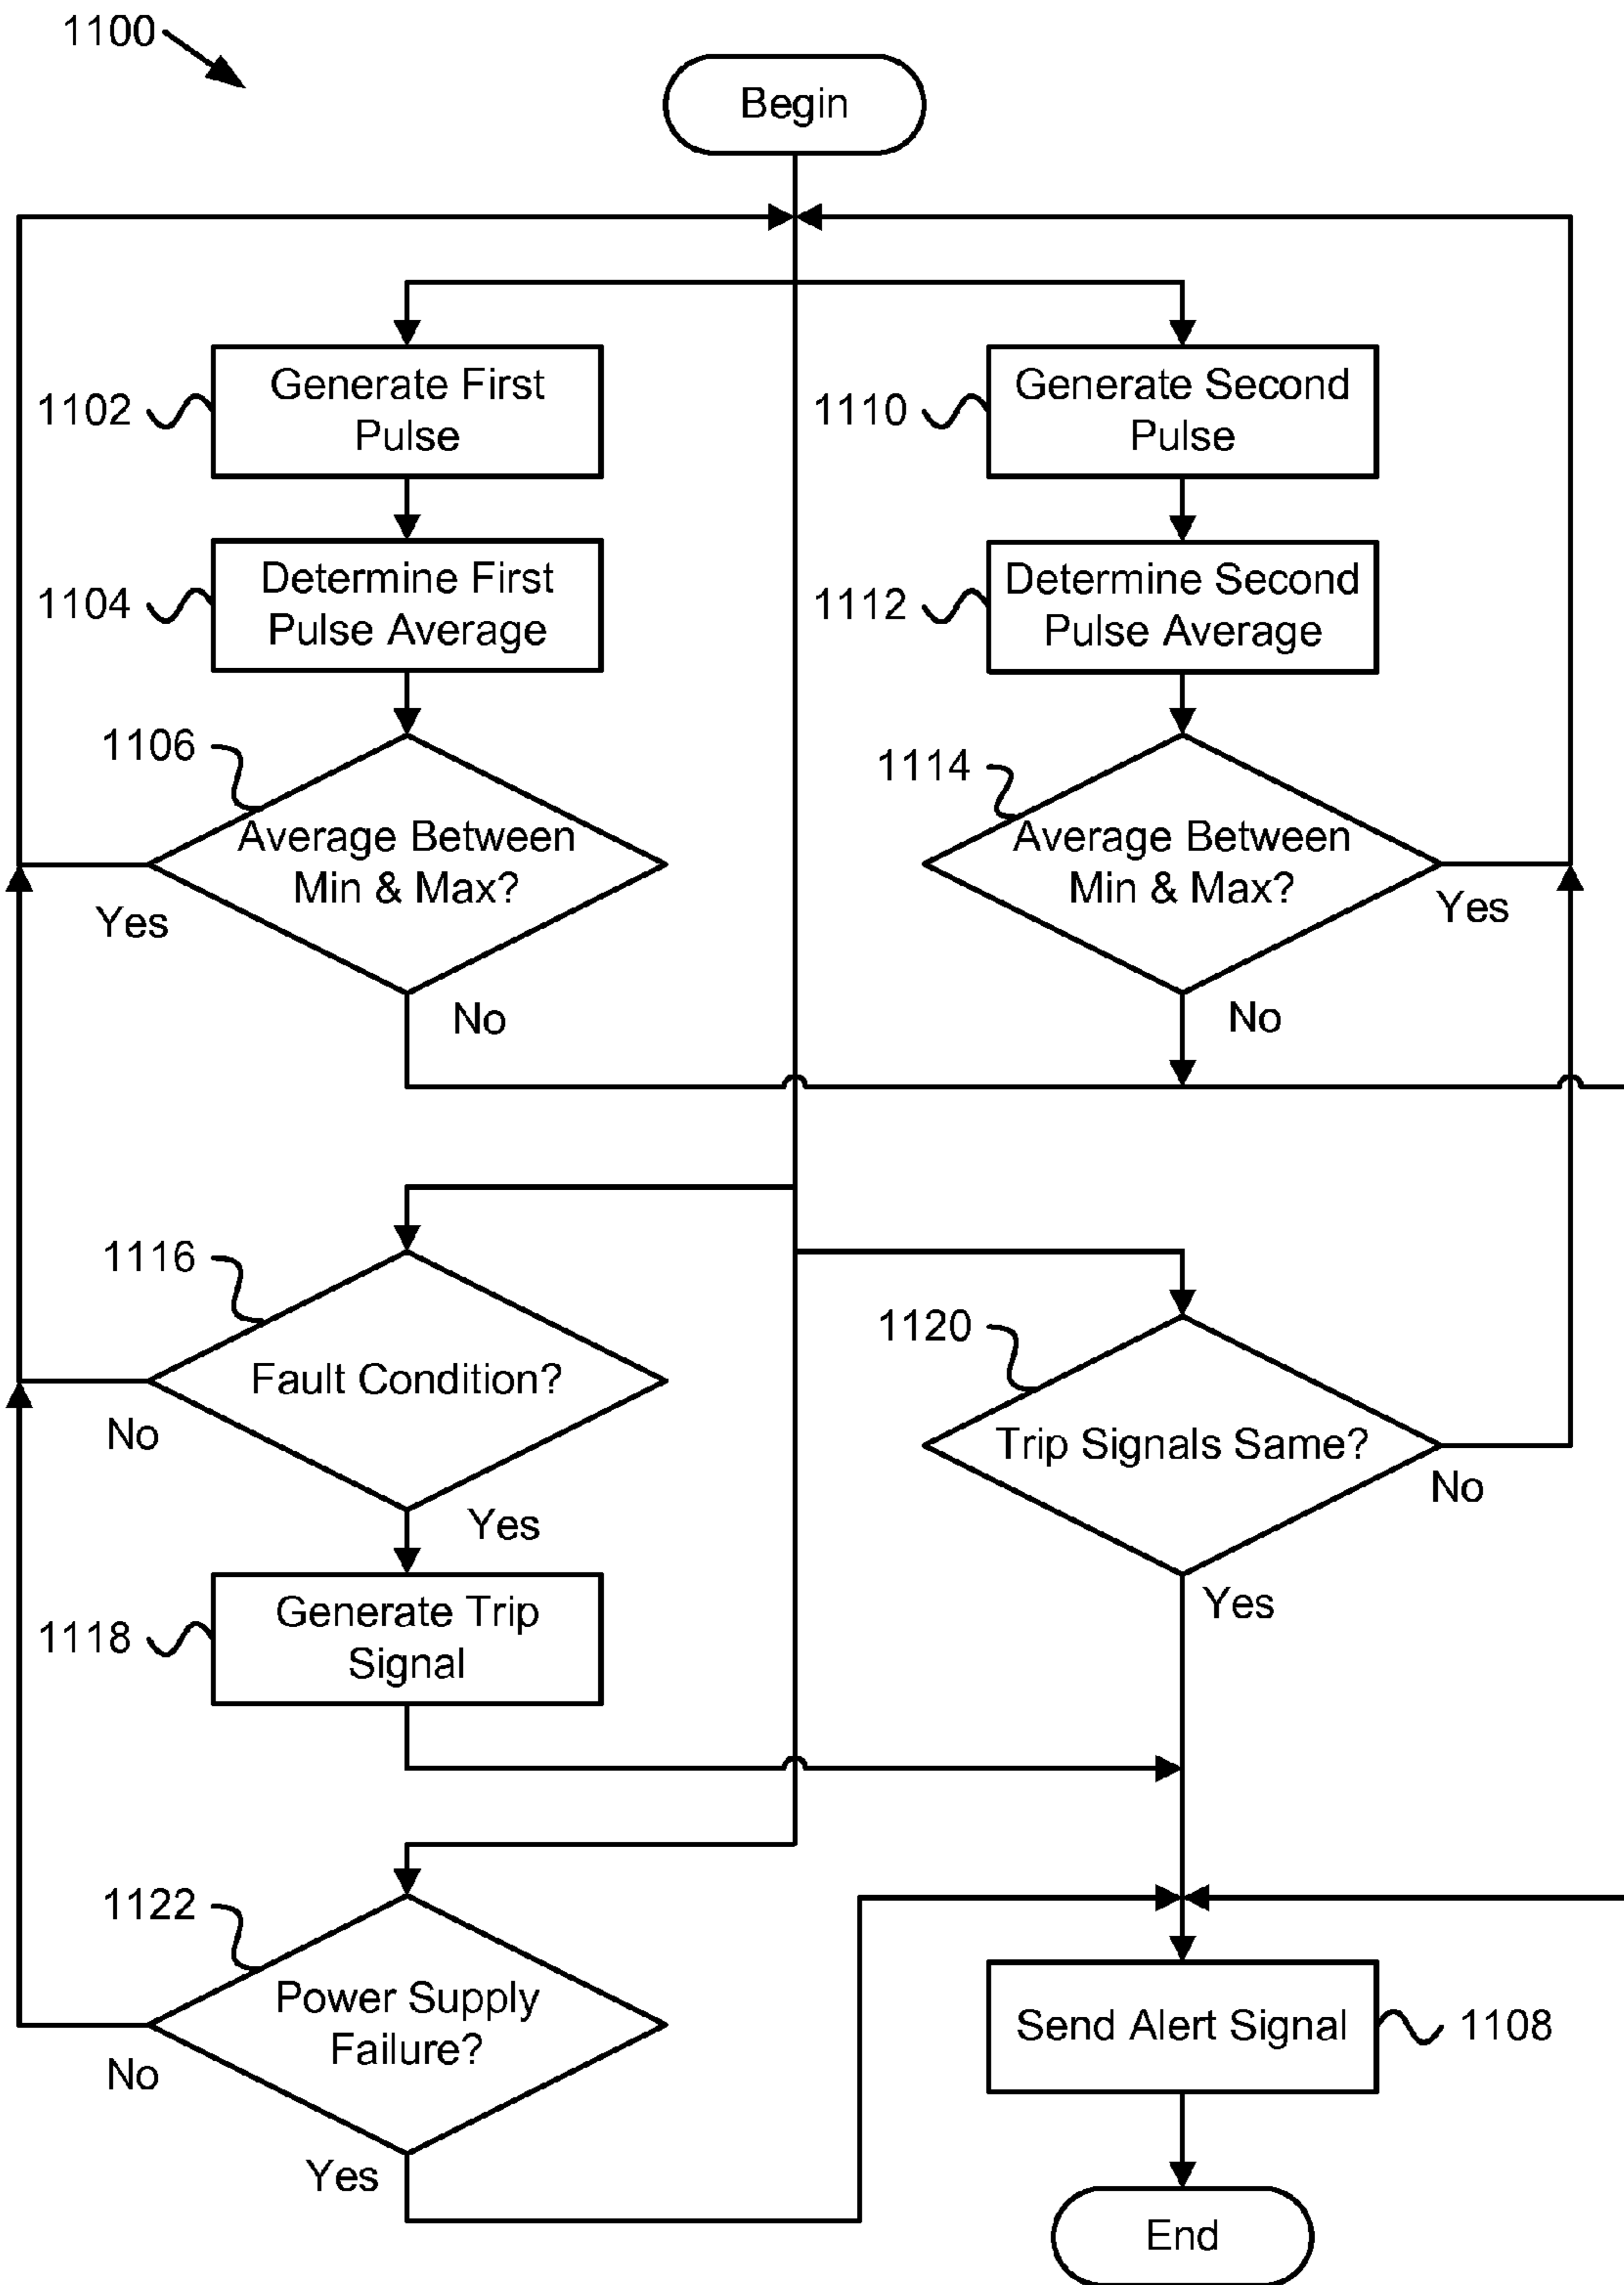 1100
Begin
1102
Generate First
Pulse
1110
Generate Second
Pulse
1104
Determine First
Pulse Average
1112
Determine Second
Pulse Average
1106
Average Between
Min & Max?
Yes
No
1114
Average Between
Min & Max?
Yes
No
1116
Fault Condition?
No
Yes
1120
Trip Signals Same?
No
Yes
1118
Generate Trip
Signal
1122
Power Supply
Failure?
No
Yes
Send Alert Signal
1108
End